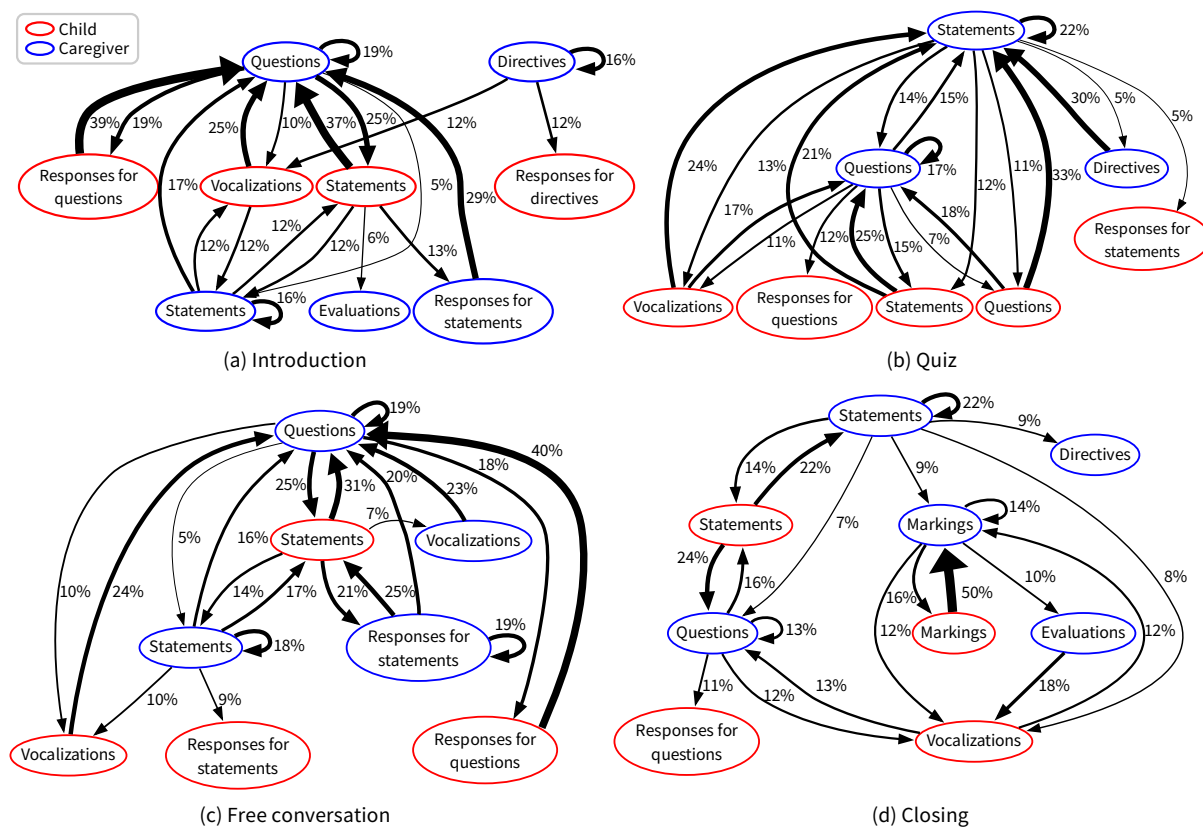 Child
Caregiver
Questions
19%
Directives
16%
39%
19%
25%
10%
37%
25%
12%
12%
Responses for
questions
17%
Vocalizations
Statements
5%
29%
Responses for
directives
12%
12%
12%
12%
6%
13%
Statements
16%
Evaluations
Responses for
statements
(a) Introduction
Statements
22%
14%
15%
30%
5%
5%
Questions
17%
Directives
24%
13%
21%
12%
11%
33%
17%
11%
12%
25%
15%
7%
18%
Responses for
statements
Vocalizations
Responses for
questions
Statements
Questions
(b) Quiz
Questions
19%
25%
31%
20%
23%
18%
40%
7%
Statements
Vocalizations
10%
24%
5%
16%
14%
17%
21%
25%
Statements
18%
Responses for
statements
19%
10%
9%
Vocalizations
Responses for
statements
Responses for
questions
(c) Free conversation
Statements
22%
9%
Directives
14%
22%
9%
7%
Statements
Markings
14%
8%
24%
16%
16%
50%
10%
12%
12%
Questions
13%
Markings
Evaluations
11%
12%
13%
18%
Responses for
questions
Vocalizations
(d) Closing